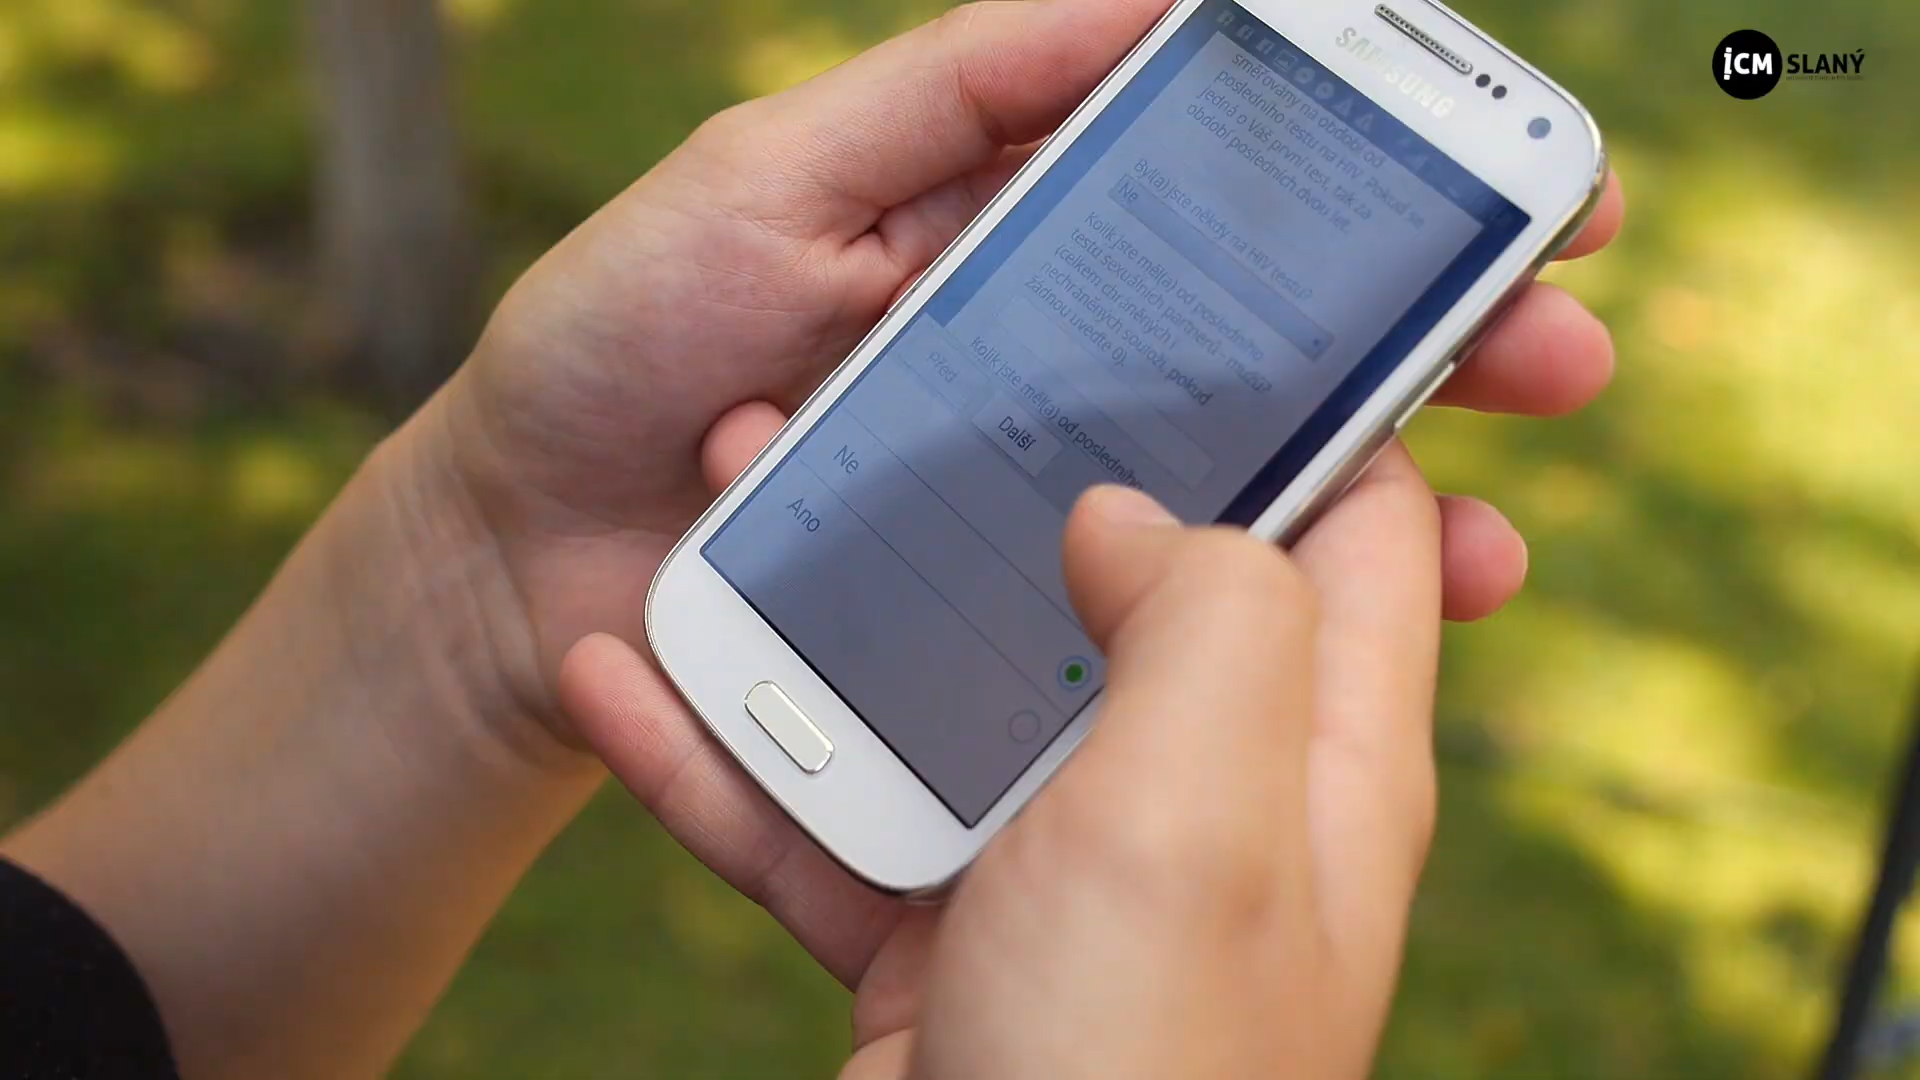 iCM SLANÝ
SAMSUNG
směřovány na období od
posledního testu na HIV. Pokud se
jedná o Váš první test, tak za
období posledních dvou let.
Byl(a) jste někdy na HIV testu?
Ne
Kolik jste měl(a) od posledního
testu sexuálních partnerů - mužů?
(celkem chráněných i
nechráněných souloží, pokud
žádnou uveďte 0).
Kolik jste měl(a) od posledního
před
Další
Ne
Ano